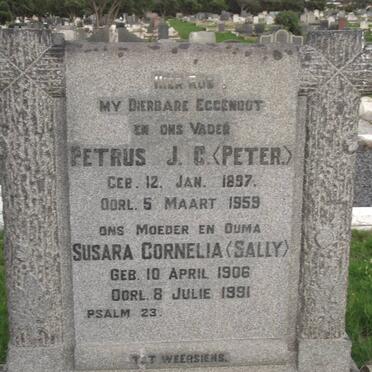 HIER RUS
MY DIERBARE EGGENOOT
EN ONS VADER
PETRUS J. C. (PETER.)
GEB. 12. JAN. 1897.
OORL. 5 MAART 1959
ONS MOEDER EN OUMA
SUSARA CORNELIA (SALLY)
GEB. 10 APRIL 1906
OORL. 8 JULIE 1991
PSALM 23.
TOT WEERSIENS.